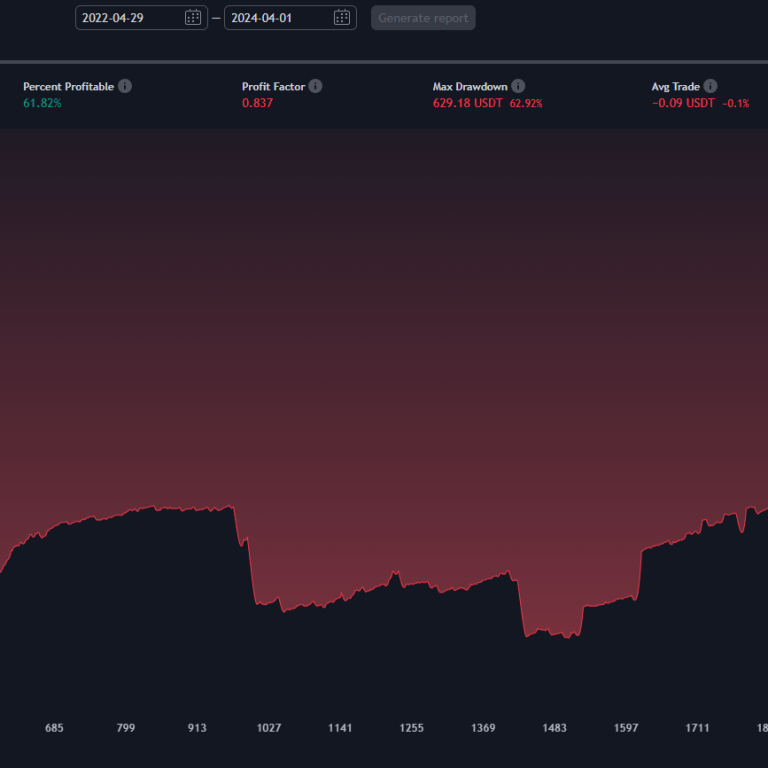 2022-04-29 — 2024-04-01 Generate report
Percent Profitable Profit Factor Max Drawdown Avg Trade
61.82% 0.837 629.18 USDT 62.92% −0.09 USDT −0.1%
685 799 913 1027 1141 1255 1369 1483 1597 1711 18